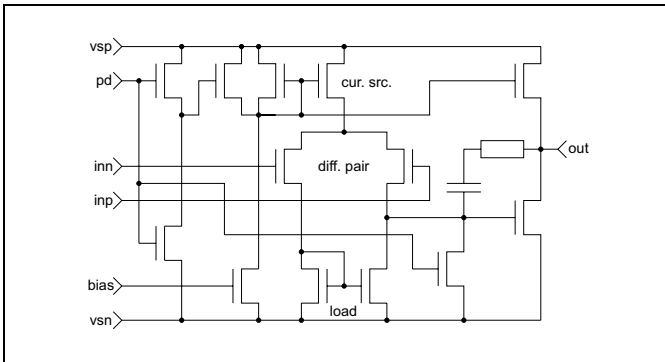 vsp
pd
cur. src.
inn
diff. pair
out
inp
bias
load
vsn